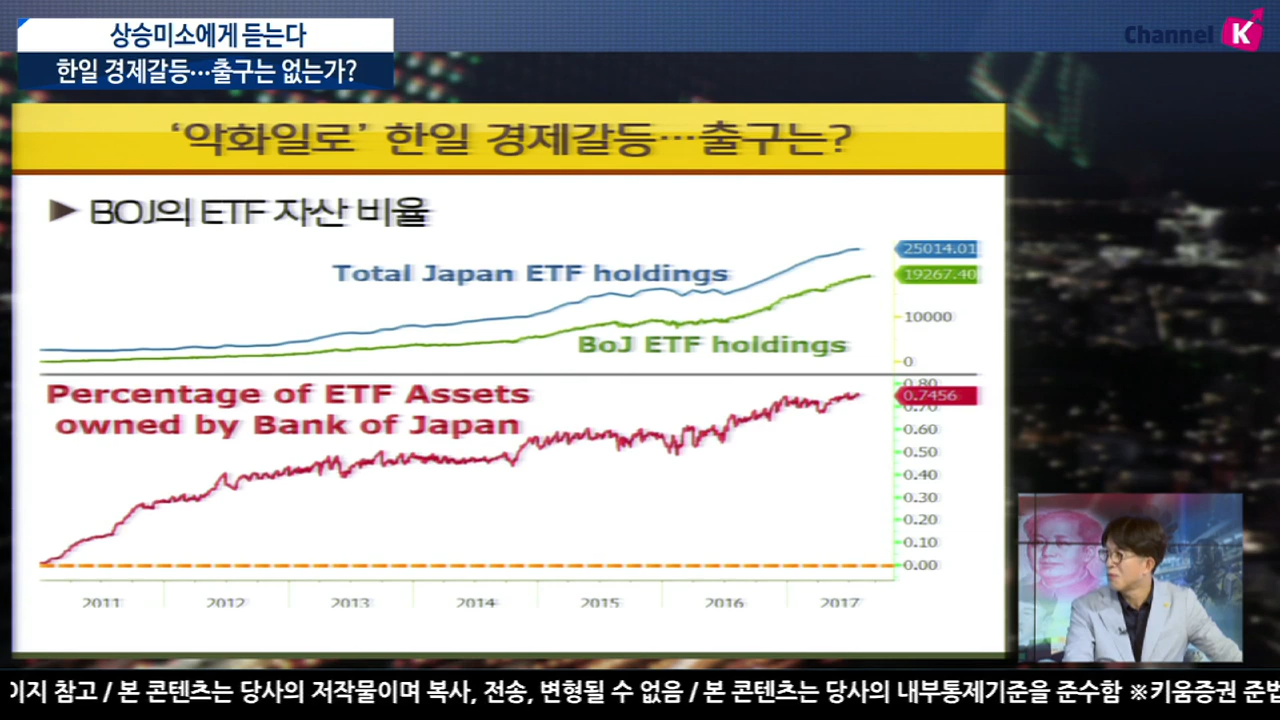 상승미소에게 듣는다
한일 경제갈등…출구는 없는가?
Channel K
‘악화일로’ 한일 경제갈등…출구는?
▶ BOJ의 ETF 자산 비율
Total Japan ETF holdings
BoJ ETF holdings
25014.01
19267.40
10000
0
Percentage of ETF Assets
owned by Bank of Japan
0.80
0.7456
0.70
0.60
0.50
0.40
0.30
0.20
0.10
0.00
2011 2012 2013 2014 2015 2016 2017
이지 참고 / 본 콘텐츠는 당사의 저작물이며 복사, 전송, 변형될 수 없음 / 본 콘텐츠는 당사의 내부통제기준을 준수함 ※키움증권 준법